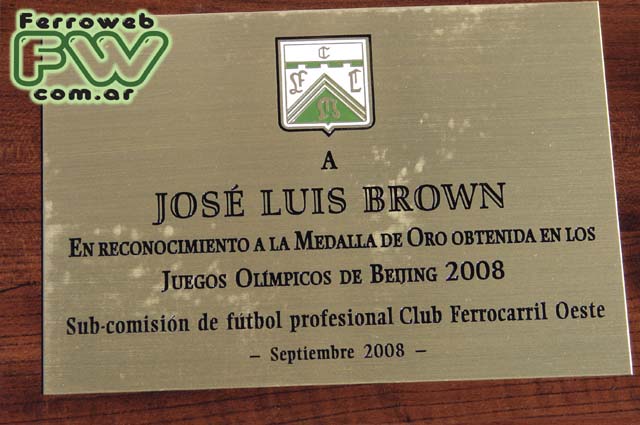 Ferroweb
FW
com.ar
C
F C
M
A
JOSÉ LUIS BROWN
EN RECONOCIMIENTO A LA MEDALLA DE ORO OBTENIDA EN LOS
JUEGOS OLÍMPICOS DE BEIJING 2008
Sub-comisión de fútbol profesional Club Ferrocarril Oeste
– Septiembre 2008 –